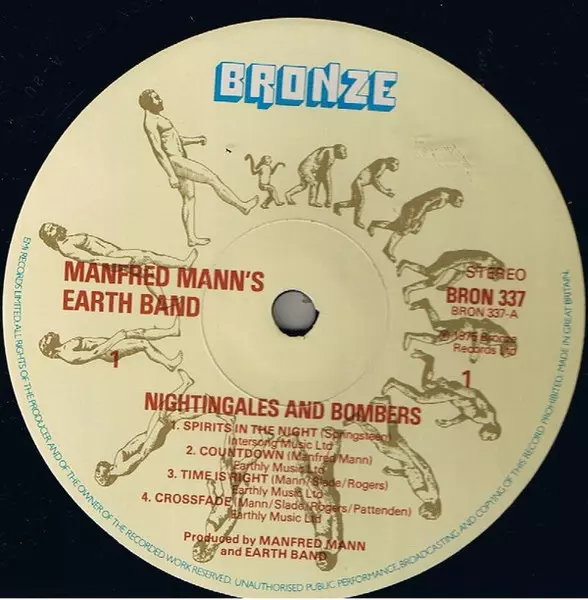 BRONZE
MANFRED MANN'S
EARTH BAND
1
STEREO
BRON 337
BRON 337-A
℗ 1975 Bronze
Records Ltd
1
NIGHTINGALES AND BOMBERS
1. SPIRITS IN THE NIGHT (Springsteen)
Intersong Music Ltd
2. COUNTDOWN (Manfred Mann)
Earthly Music Ltd
3. TIME IS RIGHT (Mann/Slade/Rogers)
Earthly Music Ltd
4. CROSSFADE (Mann/Slade/Rogers/Pattenden)
Earthly Music Ltd
Produced by MANFRED MANN
and EARTH BAND
EMI RECORDS LIMITED. ALL RIGHTS OF THE PRODUCER AND OF THE OWNER OF THE RECORDED WORK RESERVED. UNAUTHORISED PUBLIC PERFORMANCE, BROADCASTING AND COPYING OF THIS RECORD PROHIBITED. MADE IN GREAT BRITAIN.